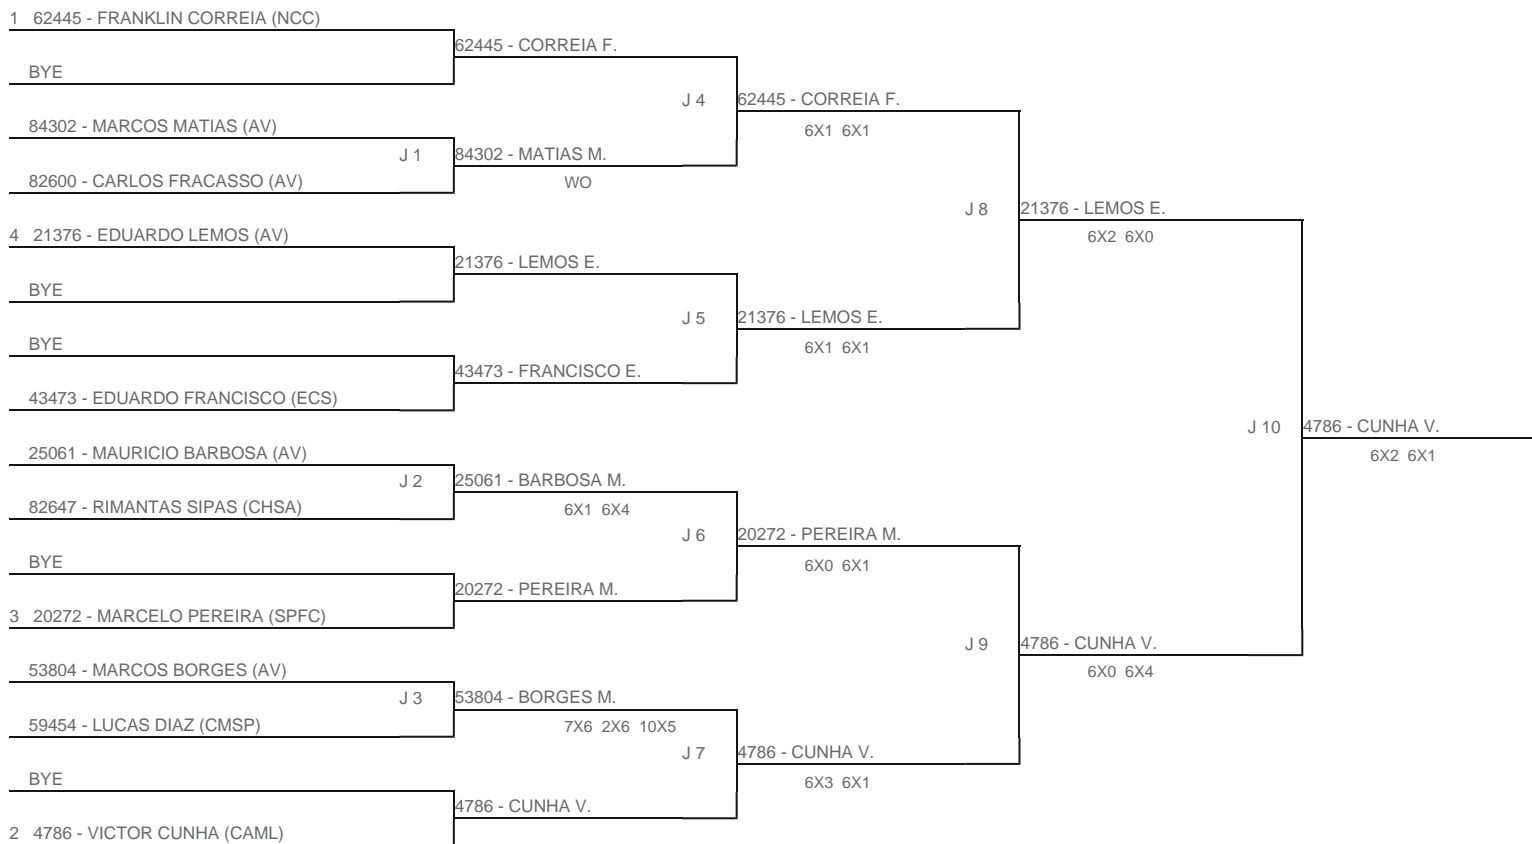 1 62445 - FRANKLIN CORREIA (NCC)
62445 - CORREIA F.
BYE
J 4
62445 - CORREIA F.
6X1 6X1
84302 - MARCOS MATIAS (AV)
J 1
84302 - MATIAS M.
WO
82600 - CARLOS FRACASSO (AV)
J 8
21376 - LEMOS E.
6X2 6X0
4 21376 - EDUARDO LEMOS (AV)
21376 - LEMOS E.
BYE
J 5
21376 - LEMOS E.
6X1 6X1
BYE
43473 - FRANCISCO E.
43473 - EDUARDO FRANCISCO (ECS)
J 10
4786 - CUNHA V.
6X2 6X1
25061 - MAURICIO BARBOSA (AV)
J 2
25061 - BARBOSA M.
6X1 6X4
82647 - RIMANTAS SIPAS (CHSA)
J 6
20272 - PEREIRA M.
6X0 6X1
BYE
20272 - PEREIRA M.
3 20272 - MARCELO PEREIRA (SPFC)
J 9
4786 - CUNHA V.
6X0 6X4
53804 - MARCOS BORGES (AV)
J 3
53804 - BORGES M.
7X6 2X6 10X5
59454 - LUCAS DIAZ (CMSP)
J 7
4786 - CUNHA V.
6X3 6X1
BYE
4786 - CUNHA V.
2 4786 - VICTOR CUNHA (CAML)